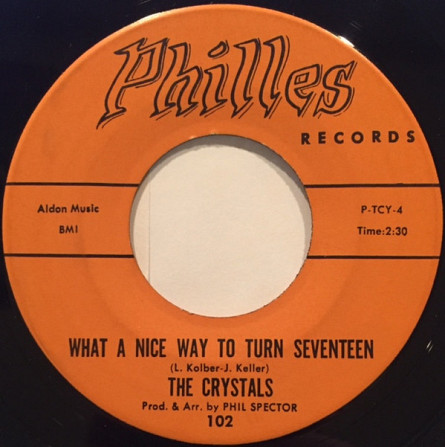 Philles
RECORDS
Aldon Music
BMI
P-TCY-4
Time:2:30
WHAT A NICE WAY TO TURN SEVENTEEN
(L. Kolber-J. Keller)
THE CRYSTALS
Prod. & Arr. by PHIL SPECTOR
102